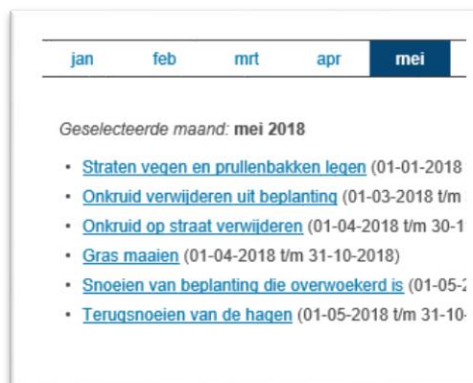 jan feb mrt apr mei
Geselecteerde maand: mei 2018
• Straten vegen en prullenbakken legen (01-01-2018
• Onkruid verwijderen uit beplanting (01-03-2018 t/m
• Onkruid op straat verwijderen (01-04-2018 t/m 30-1
• Gras maaien (01-04-2018 t/m 31-10-2018)
• Snoeien van beplanting die overwoekerd is (01-05-
• Terugsnoeien van de hagen (01-05-2018 t/m 31-10-